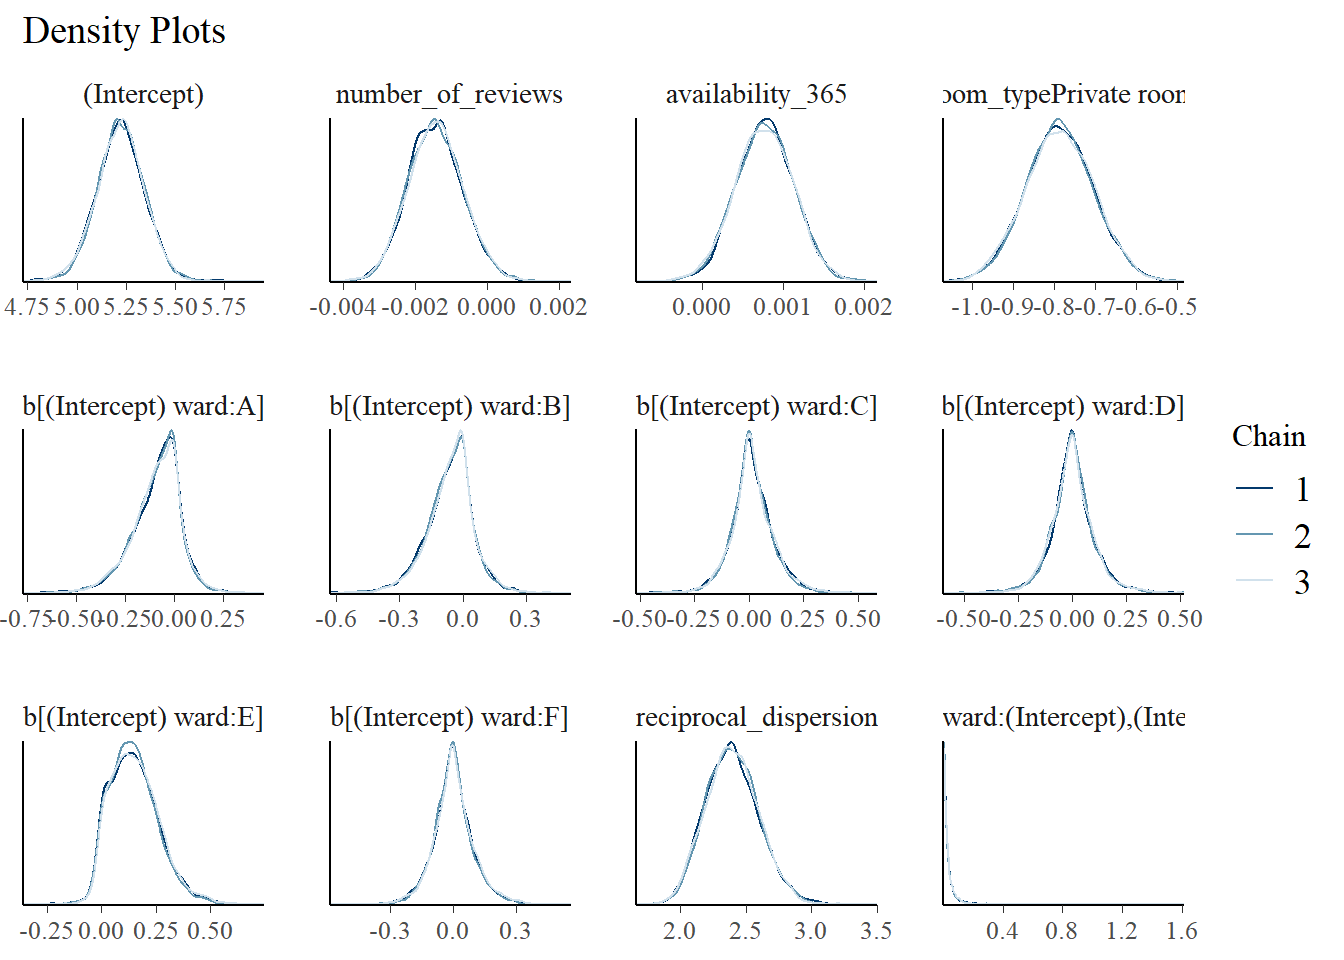 Density Plots
(Intercept)
number_of_reviews
availability_365
oom_typePrivate room
4.75 5.00 5.25 5.50 5.75
-0.004 -0.002 0.000 0.002
0.000 0.001 0.002
-1.0 -0.9 -0.8 -0.7 -0.6 -0.5
b[(Intercept) ward:A]
b[(Intercept) ward:B]
b[(Intercept) ward:C]
b[(Intercept) ward:D]
-0.75 -0.50 -0.25 0.00 0.25
-0.6 -0.3 0.0 0.3
-0.50 -0.25 0.00 0.25 0.50
-0.50 -0.25 0.00 0.25 0.50
Chain
1
2
3
b[(Intercept) ward:E]
b[(Intercept) ward:F]
reciprocal_dispersion
ward:(Intercept),(Inte
-0.25 0.00 0.25 0.50
-0.3 0.0 0.3
2.0 2.5 3.0 3.5
0.4 0.8 1.2 1.6